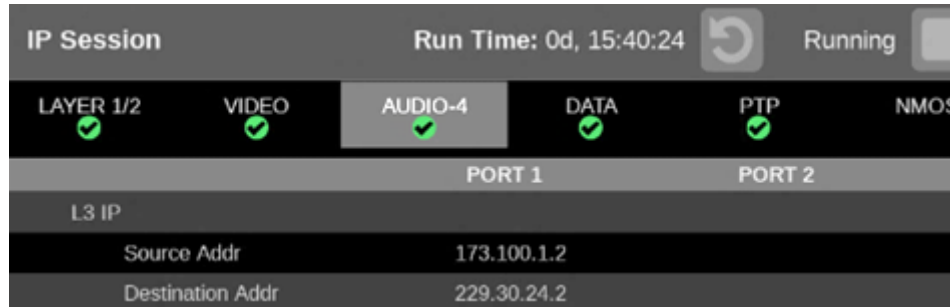 IP Session Run Time: 0d, 15:40:24 Running
LAYER 1/2 VIDEO AUDIO-4 DATA PTP NMOS
PORT 1 PORT 2
L3 IP
Source Addr 173.100.1.2
Destination Addr 229.30.24.2